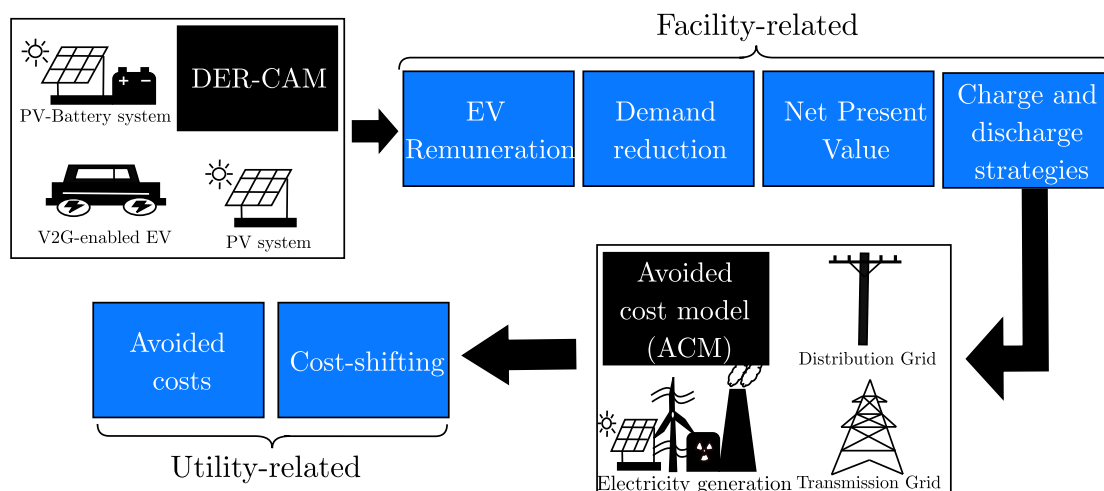 Facility-related
DER-CAM
PV-Battery system
V2G-enabled EV
PV system
EV
Remuneration
Demand
reduction
Net Present
Value
Charge and
discharge
strategies
Avoided
cost model
(ACM)
Distribution Grid
Electricity generation
Transmission Grid
Avoided
costs
Cost-shifting
Utility-related